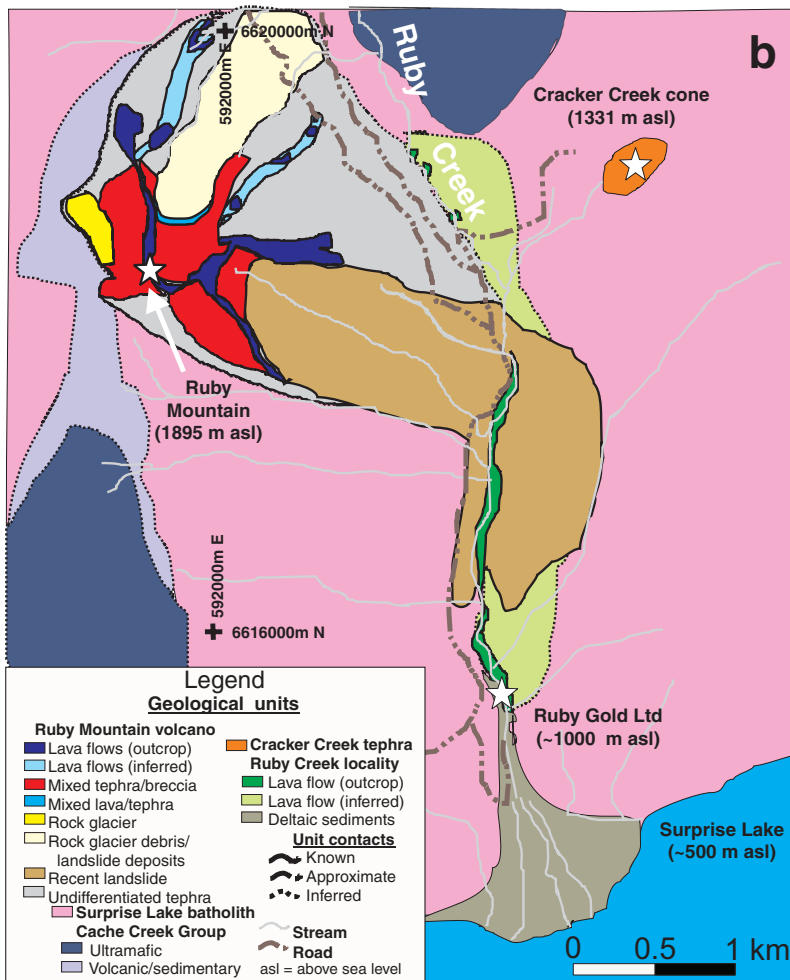 b
6620000m N
592000m E
Ruby
Creek
Cracker Creek cone
(1331 m asl)
Ruby
Mountain
(1895 m asl)
592000m E
6616000m N
Ruby Gold Ltd
(~1000 m asl)
Surprise Lake
(~500 m asl)
0 0.5 1 km
Legend
Geological units
Ruby Mountain volcano
Lava flows (outcrop)
Lava flows (inferred)
Mixed tephra/breccia
Mixed lava/tephra
Rock glacier
Rock glacier debris/
landslide deposits
Recent landslide
Undifferentiated tephra
Surprise Lake batholith
Cache Creek Group
Ultramafic
Volcanic/sedimentary
Cracker Creek tephra
Ruby Creek locality
Lava flow (outcrop)
Lava flow (inferred)
Deltaic sediments
Unit contacts
Known
Approximate
Inferred
Stream
Road
asl = above sea level